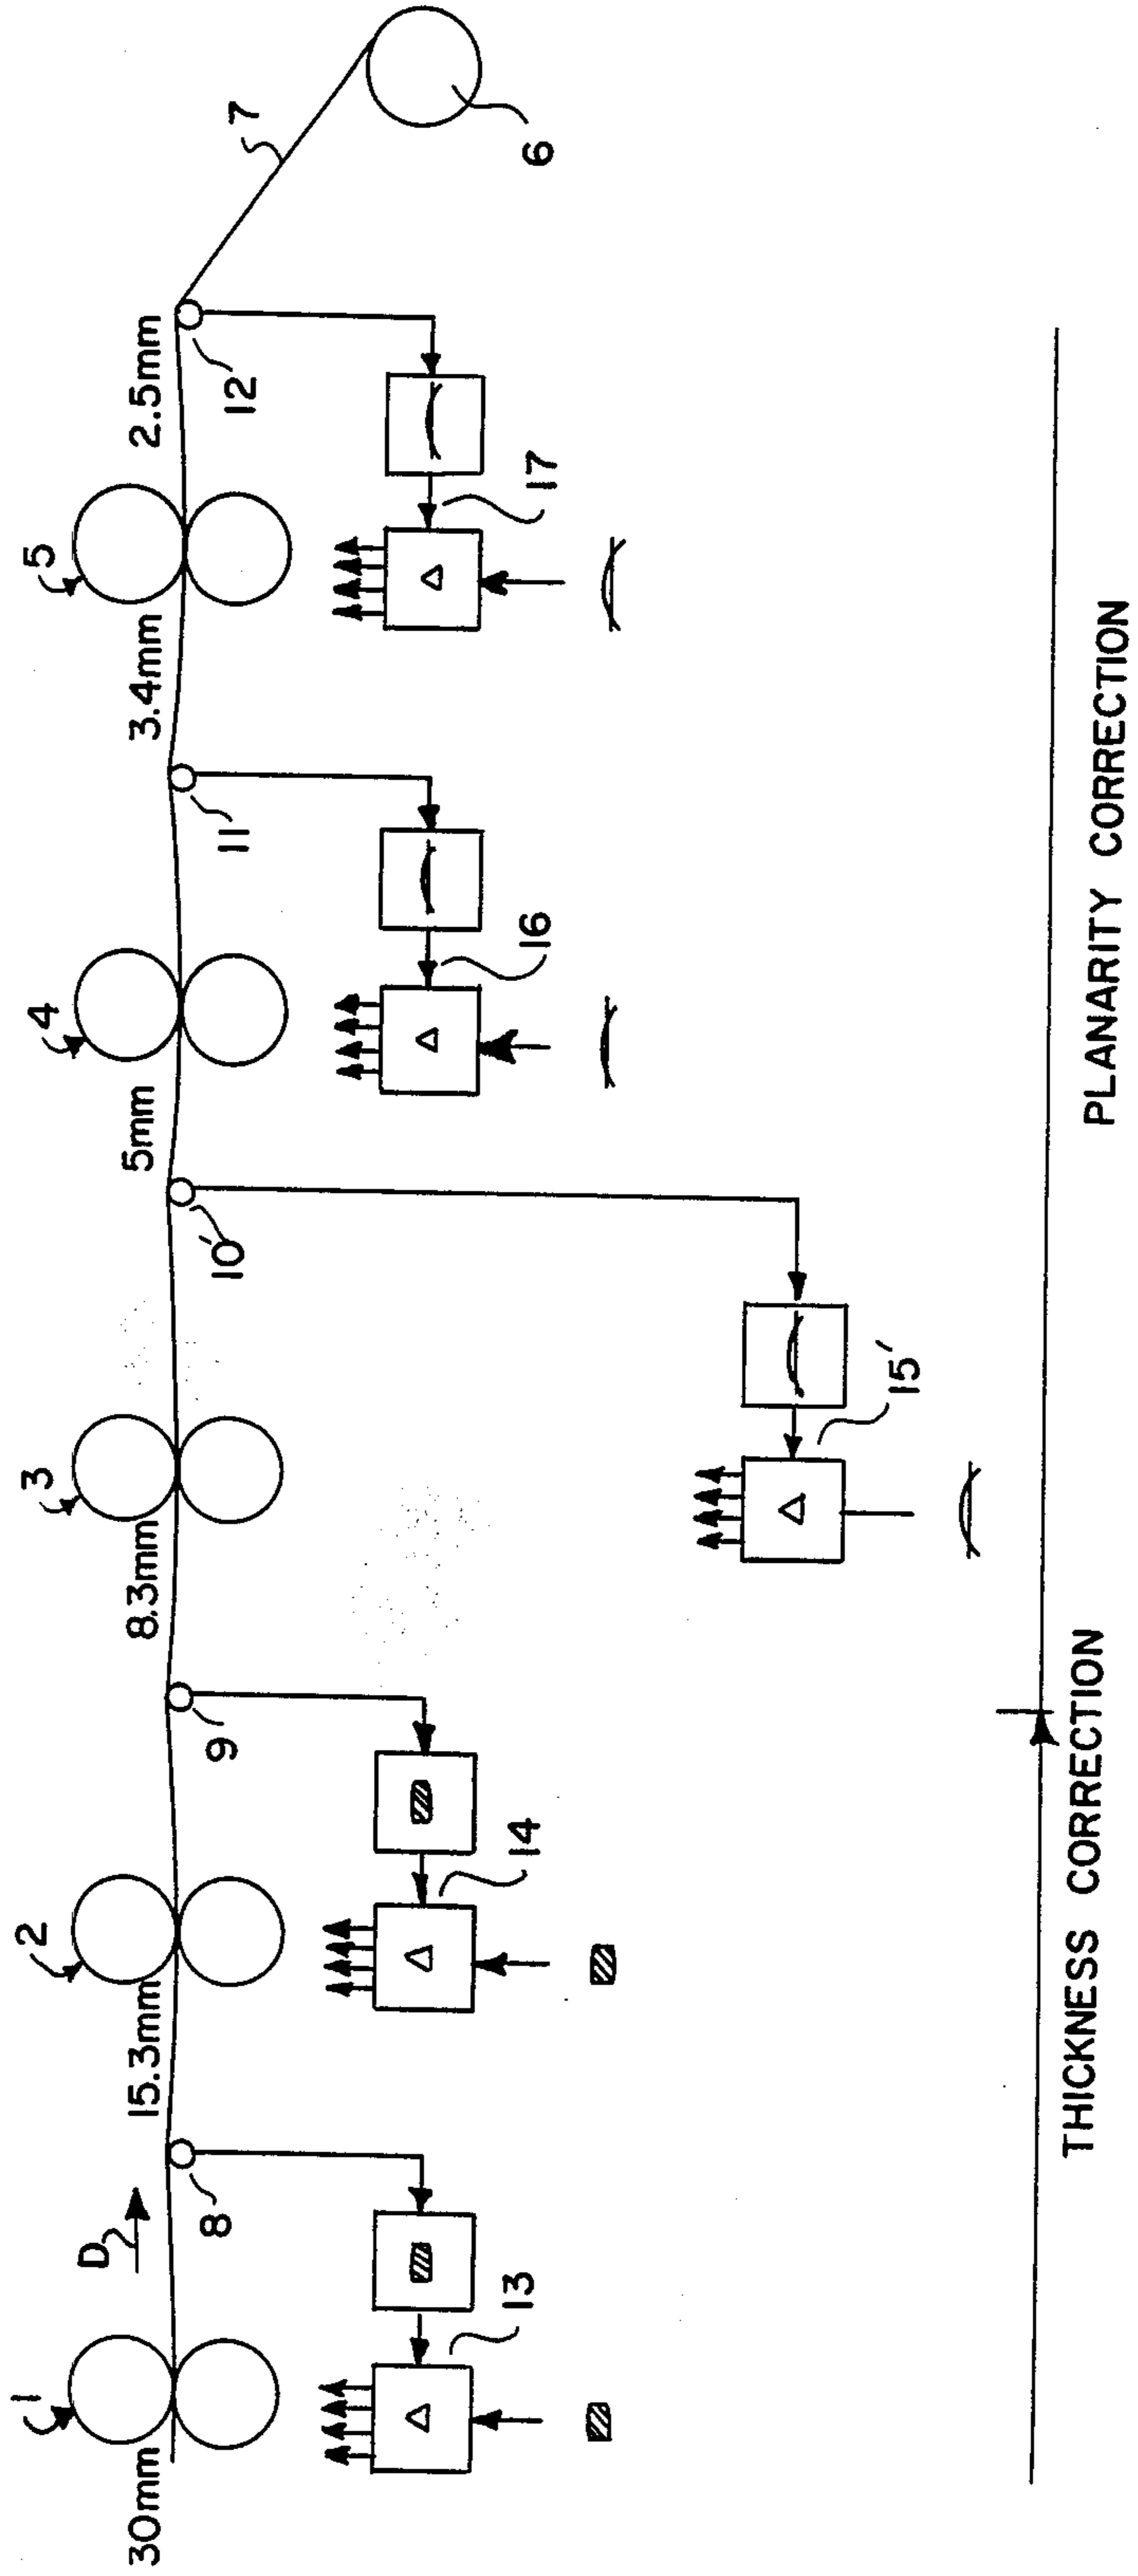 1
2
3
4
5
30mm
15.3mm
8.3mm
5mm
3.4mm
2.5mm
7
6
D
8
9
10'
11
12
13
14
15'
16
17
Δ
Δ
Δ
Δ
Δ
THICKNESS CORRECTION
PLANARITY CORRECTION